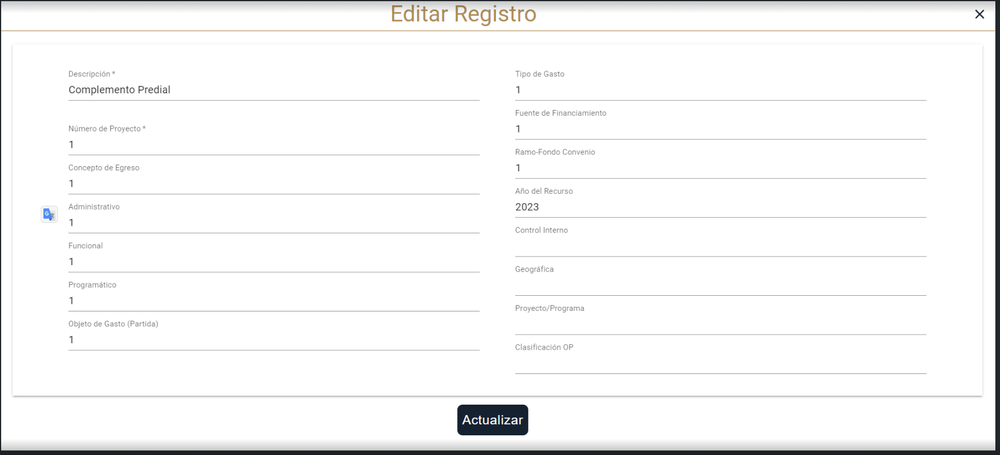 Editar Registro
Descripción *
Complemento Predial
Número de Proyecto *
1
Concepto de Egreso
1
Administrativo
1
Funcional
1
Programático
1
Objeto de Gasto (Partida)
1
Tipo de Gasto
1
Fuente de Financiamiento
1
Ramo-Fondo Convenio
1
Año del Recurso
2023
Control Interno
Geográfica
Proyecto/Programa
Clasificación OP
Actualizar